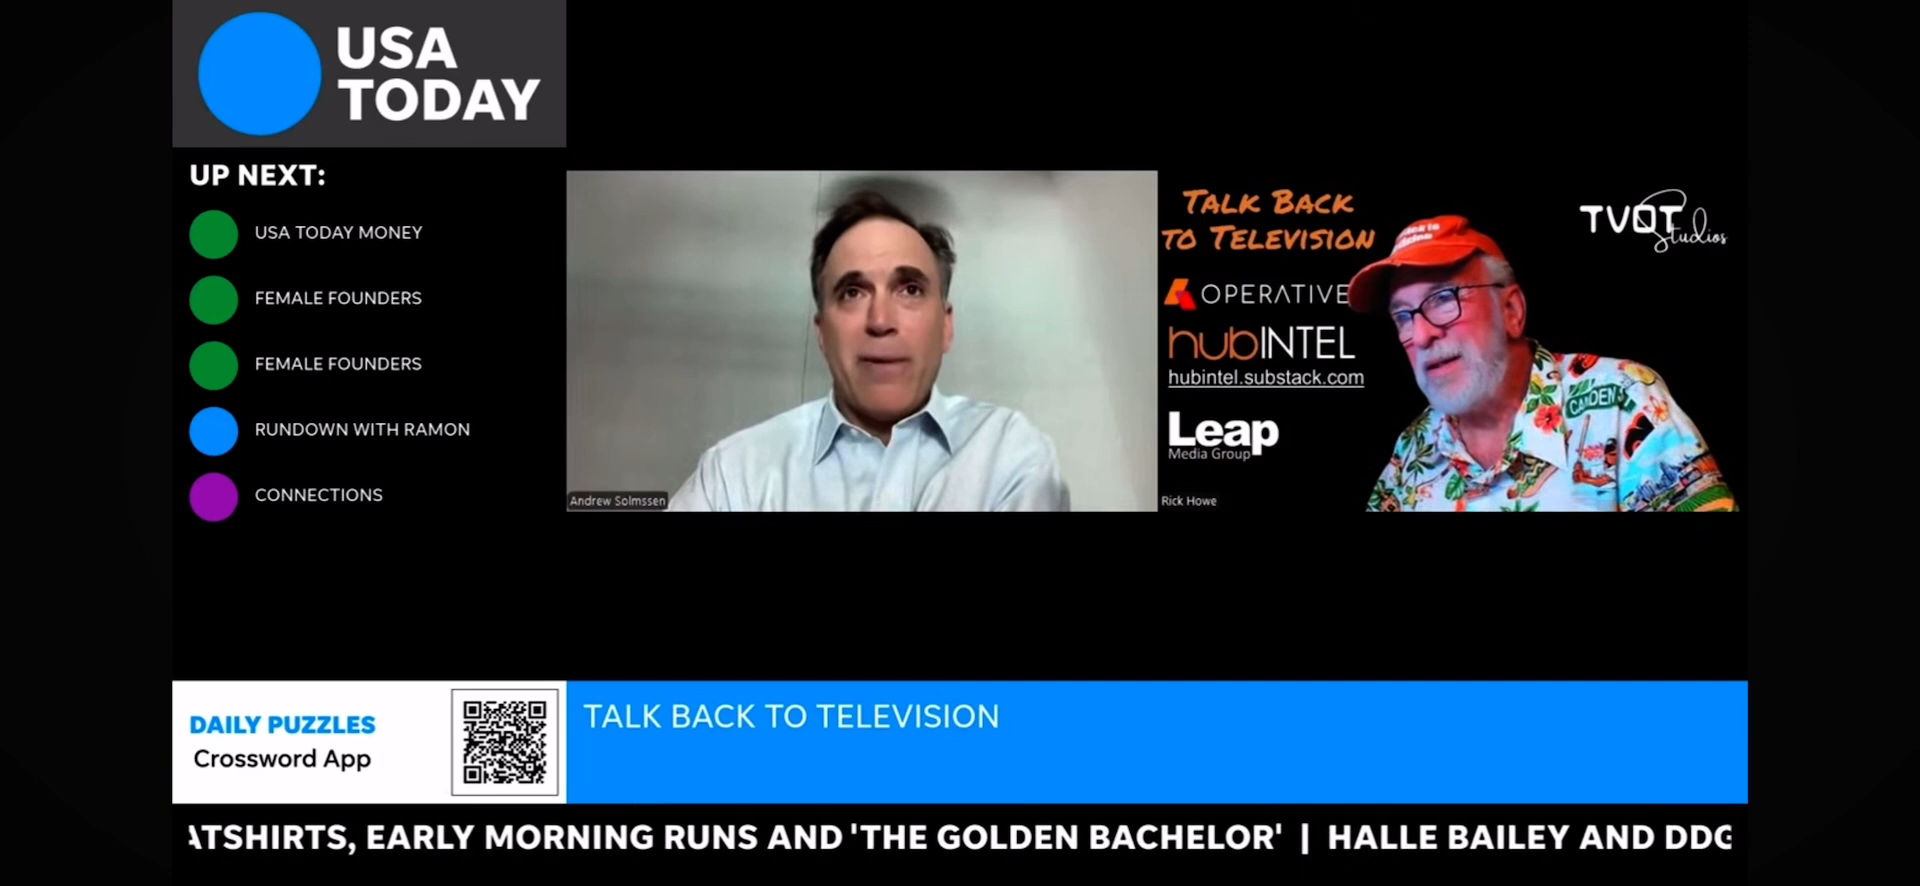 USA
TODAY
UP NEXT:
USA TODAY MONEY
FEMALE FOUNDERS
FEMALE FOUNDERS
RUNDOWN WITH RAMON
CONNECTIONS
Andrew Solmssen
TALK BACK
TO TELEVISION
OPERATIVE
hubINTEL
hubintel.substack.com
Leap
Media Group
Rick Howe
TVOT
Studios
CAMDEN
DAILY PUZZLES
Crossword App
TALK BACK TO TELEVISION
ATSHIRTS, EARLY MORNING RUNS AND 'THE GOLDEN BACHELOR' | HALLE BAILEY AND DDG